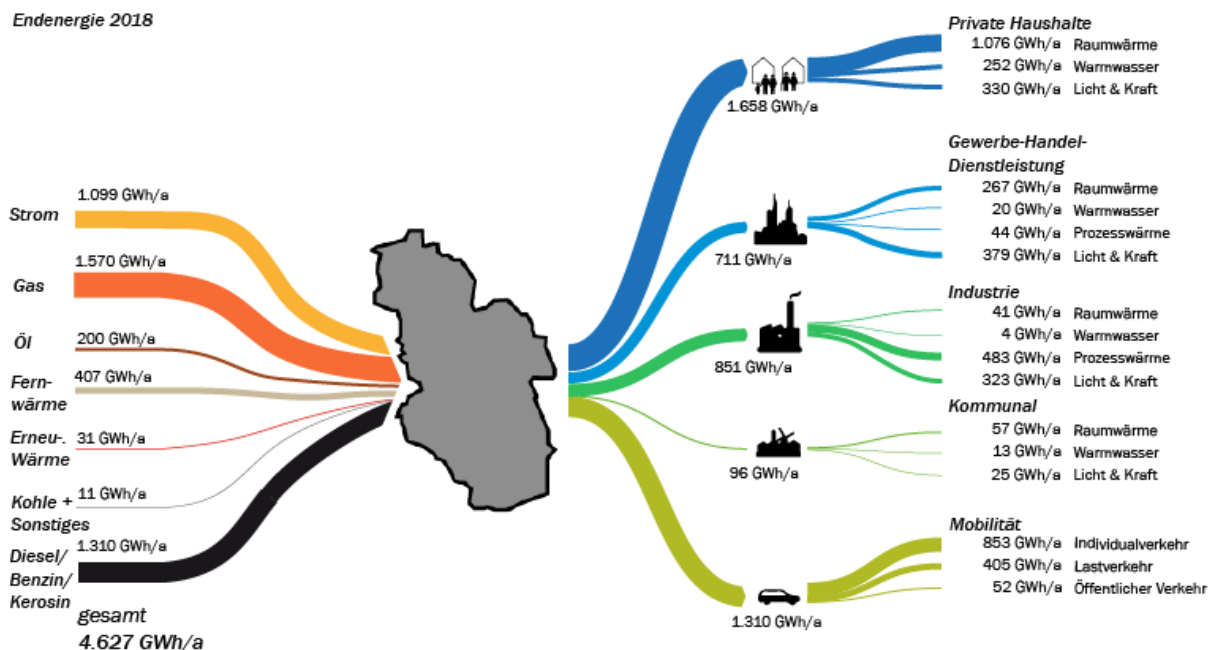 Endenergie 2018
1.099 GWh/a
Strom
1.570 GWh/a
Gas
200 GWh/a
Öl
407 GWh/a
Fern-
wärme
31 GWh/a
Erneu-.
Wärme
11 GWh/a
Kohle +
Sonstiges
1.310 GWh/a
Diesel/
Benzin/
Kerosin
gesamt
4.627 GWh/a
1.658 GWh/a
711 GWh/a
851 GWh/a
96 GWh/a
1.310 GWh/a
Private Haushalte
1.076 GWh/a Raumwärme
252 GWh/a Warmwasser
330 GWh/a Licht & Kraft
Gewerbe-Handel-
Dienstleistung
267 GWh/a Raumwärme
20 GWh/a Warmwasser
44 GWh/a Prozesswärme
379 GWh/a Licht & Kraft
Industrie
41 GWh/a Raumwärme
4 GWh/a Warmwasser
483 GWh/a Prozesswärme
323 GWh/a Licht & Kraft
Kommunal
57 GWh/a Raumwärme
13 GWh/a Warmwasser
25 GWh/a Licht & Kraft
Mobilität
853 GWh/a Individualverkehr
405 GWh/a Lastverkehr
52 GWh/a Öffentlicher Verkehr